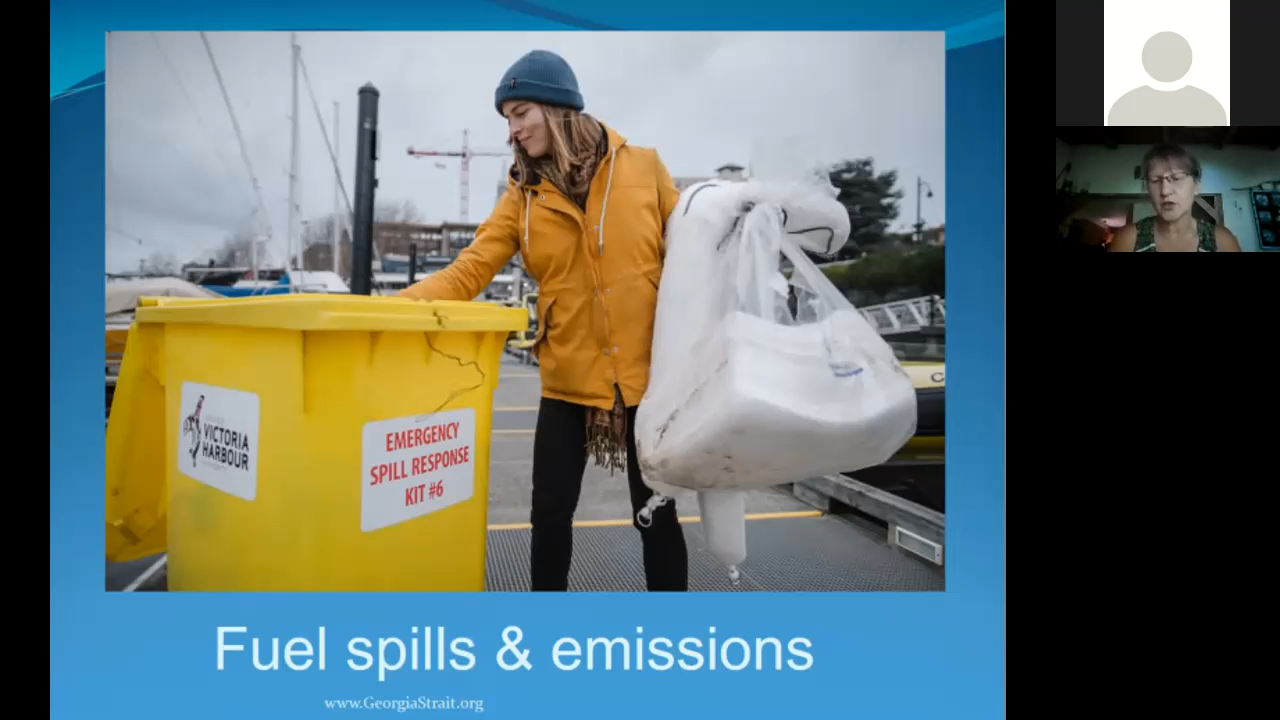 VICTORIA
HARBOUR
EMERGENCY
SPILL RESPONSE
KIT #6
C
Fuel spills & emissions
www.GeorgiaStrait.org